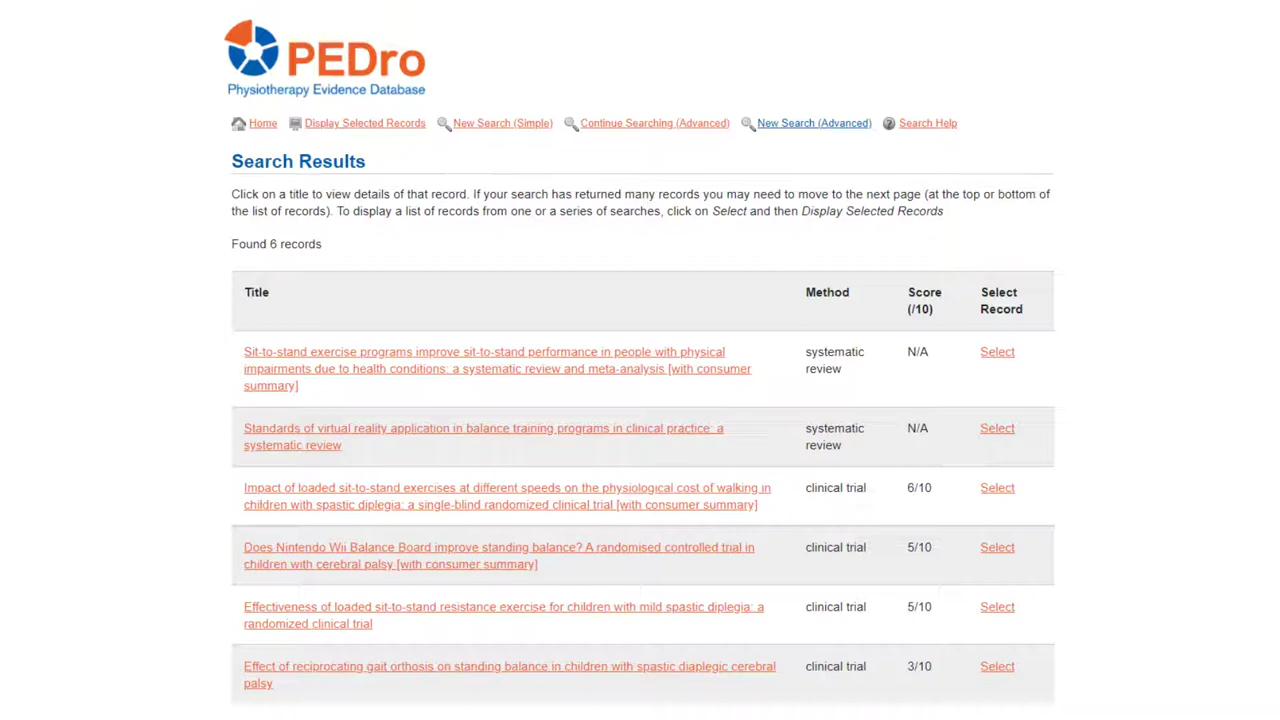 PEDro
Physiotherapy Evidence Database
Home Display Selected Records New Search (Simple) Continue Searching (Advanced) New Search (Advanced) Search Help
Search Results
Click on a title to view details of that record. If your search has returned many records you may need to move to the next page (at the top or bottom of
the list of records). To display a list of records from one or a series of searches, click on Select and then Display Selected Records
Found 6 records
Title Method Score (/10) Select Record
Sit-to-stand exercise programs improve sit-to-stand performance in people with physical
impairments due to health conditions: a systematic review and meta-analysis [with consumer
summary]
systematic
review
N/A
Select
Standards of virtual reality application in balance training programs in clinical practice: a
systematic review
systematic
review
N/A
Select
Impact of loaded sit-to-stand exercises at different speeds on the physiological cost of walking in
children with spastic diplegia: a single-blind randomized clinical trial [with consumer summary]
clinical trial
6/10
Select
Does Nintendo Wii Balance Board improve standing balance? A randomised controlled trial in
children with cerebral palsy [with consumer summary]
clinical trial
5/10
Select
Effectiveness of loaded sit-to-stand resistance exercise for children with mild spastic diplegia: a
randomized clinical trial
clinical trial
5/10
Select
Effect of reciprocating gait orthosis on standing balance in children with spastic diaplegic cerebral
palsy
clinical trial
3/10
Select